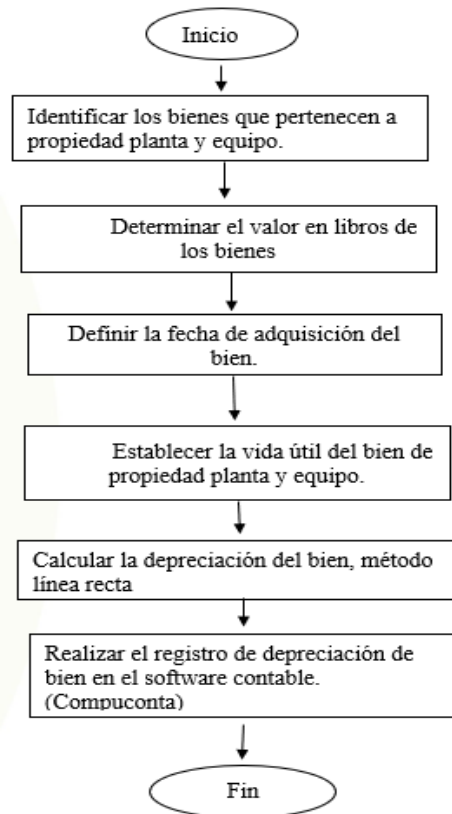 Inicio
Identificar los bienes que pertenecen a
propiedad planta y equipo.
Determinar el valor en libros de
los bienes
Definir la fecha de adquisición del
bien.
Establecer la vida útil del bien de
propiedad planta y equipo.
Calcular la depreciación del bien, método
línea recta
Realizar el registro de depreciación de
bien en el software contable.
(Compuconta)
Fin